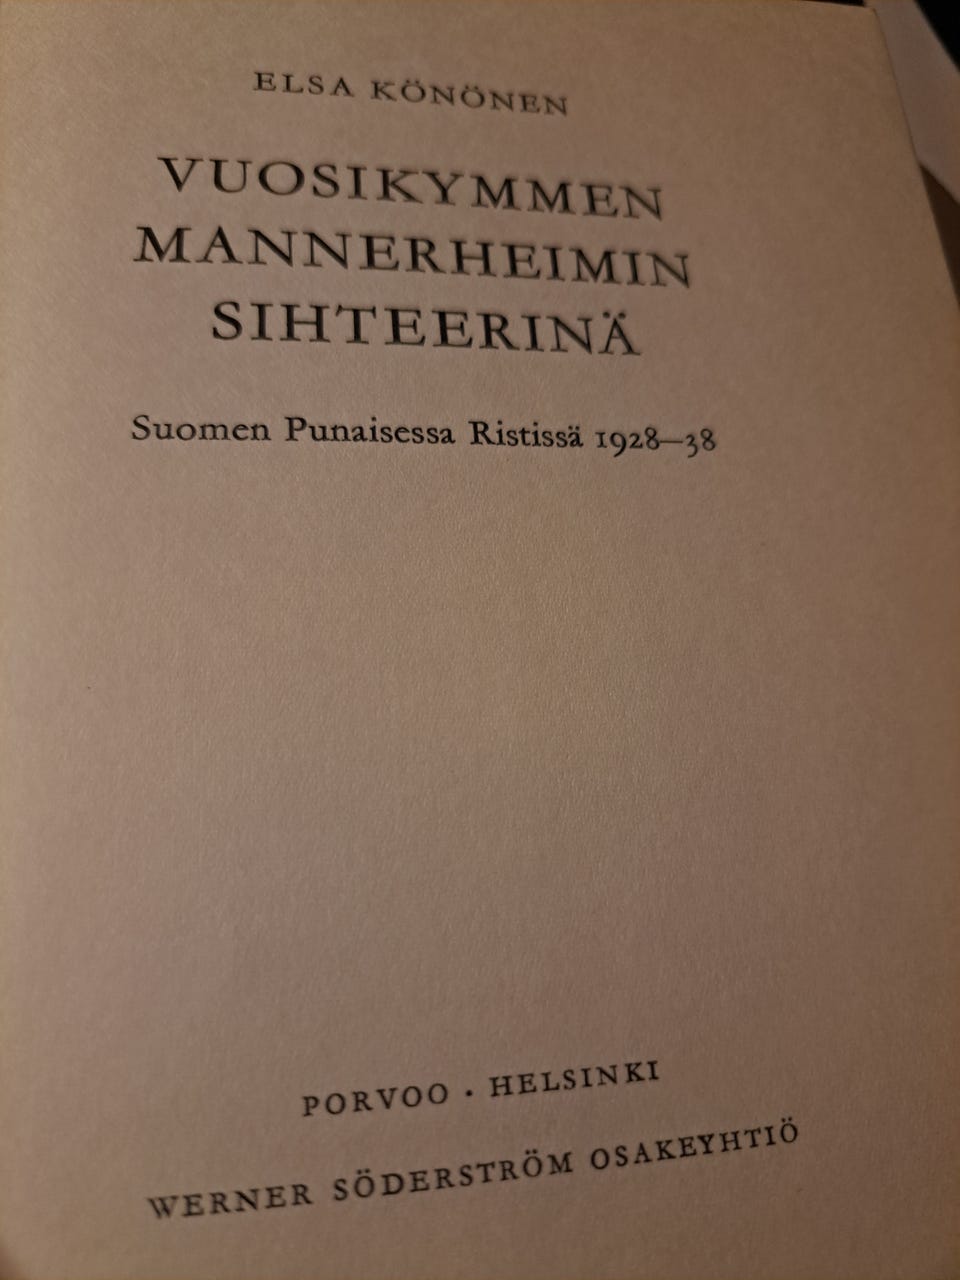 ELSA KÖNÖNEN
VUOSIKYMMEN
MANNERHEIMIN
SIHTEERINÄ
Suomen Punaisessa Ristissä 1928—38
PORVOO · HELSINKI
WERNER SÖDERSTRÖM OSAKEYHTIÖ